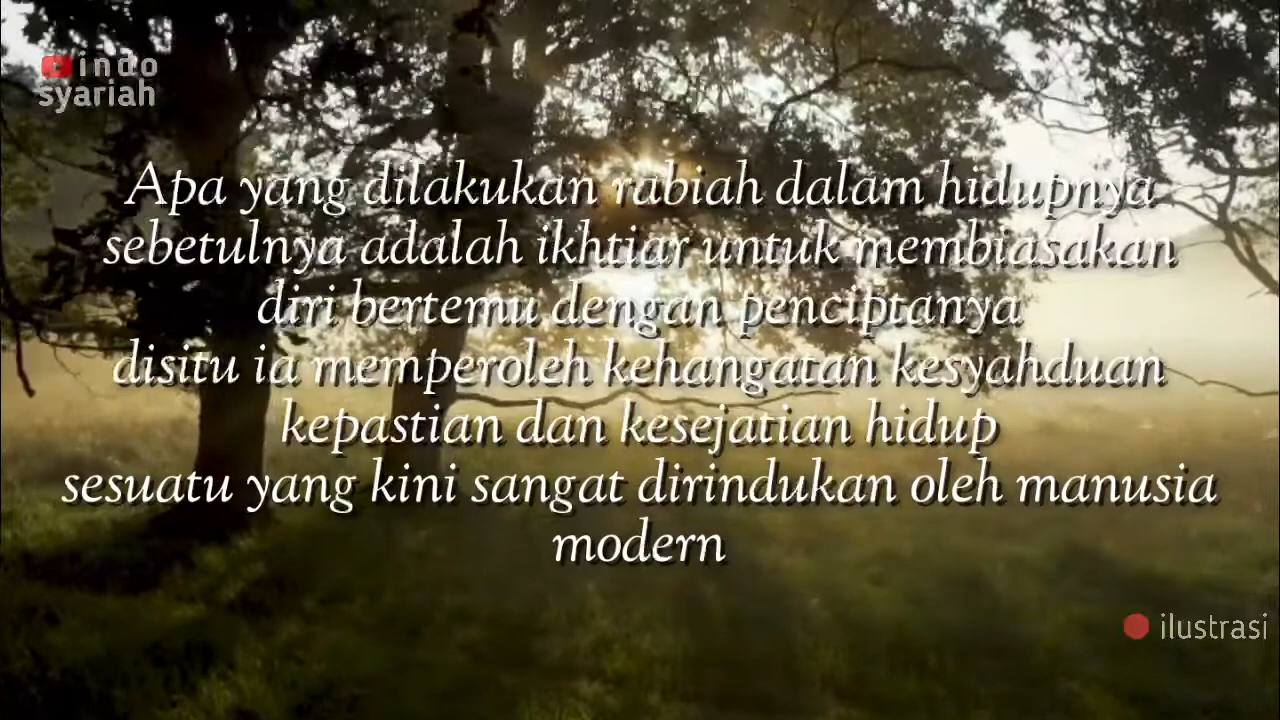 indo
syariah
Apa yang dilakukan rabiah dalam hidupnya
sebetulnya adalah ikhtiar untuk membiasakan
diri bertemu dengan penciptanya
disitu ia memperoleh kehangatan kesyahduan
kepastian dan kesejatian hidup
sesuatu yang kini sangat dirindukan oleh manusia
modern
ilustrasi